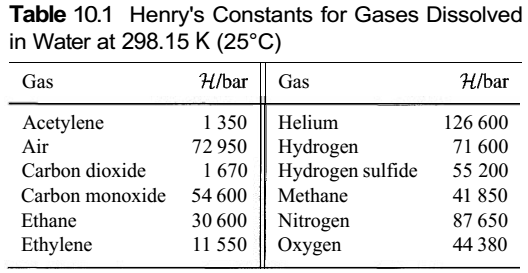 Table 10.1 Henry's Constants for Gases Dissolved
in Water at 298.15 K (25°C)
Gas ℋ/bar Gas ℋ/bar
Acetylene 1 350 Helium 126 600
Air 72 950 Hydrogen 71 600
Carbon dioxide 1 670 Hydrogen sulfide 55 200
Carbon monoxide 54 600 Methane 41 850
Ethane 30 600 Nitrogen 87 650
Ethylene 11 550 Oxygen 44 380